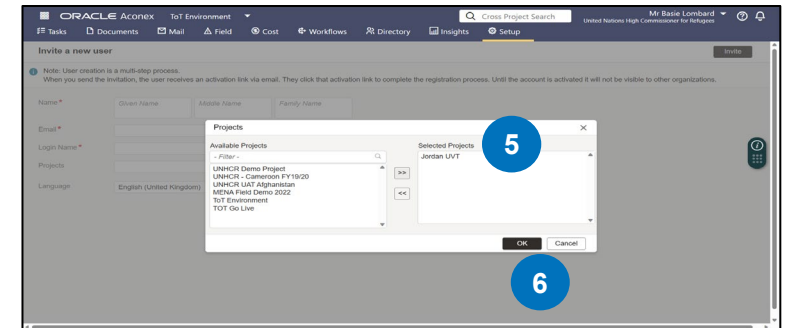 ORACLE Aconex ToT Environment Cross Project Search Mr Basie Lombard
United Nations High Commissioner for Refugees
Tasks Documents Mail Field Cost Workflows Directory Insights Setup
Invite a new user Invite
Note: User creation is a multi-step process.
When you send the invitation, the user receives an activation link via email. They click that activation link to complete the registration process. Until the account is activated it will not be visible to other organizations.
Name * Given Name Middle Name Family Name
Email *
Login Name *
Projects
Language English (United Kingdom)
Projects
Available Projects
- Filter -
UNHCR Demo Project
UNHCR - Cameroon FY19/20
UNHCR UAT Afghanistan
MENA Field Demo 2022
ToT Environment
TOT Go Live
>>
<<
Selected Projects
Jordan UVT
5
OK Cancel
6